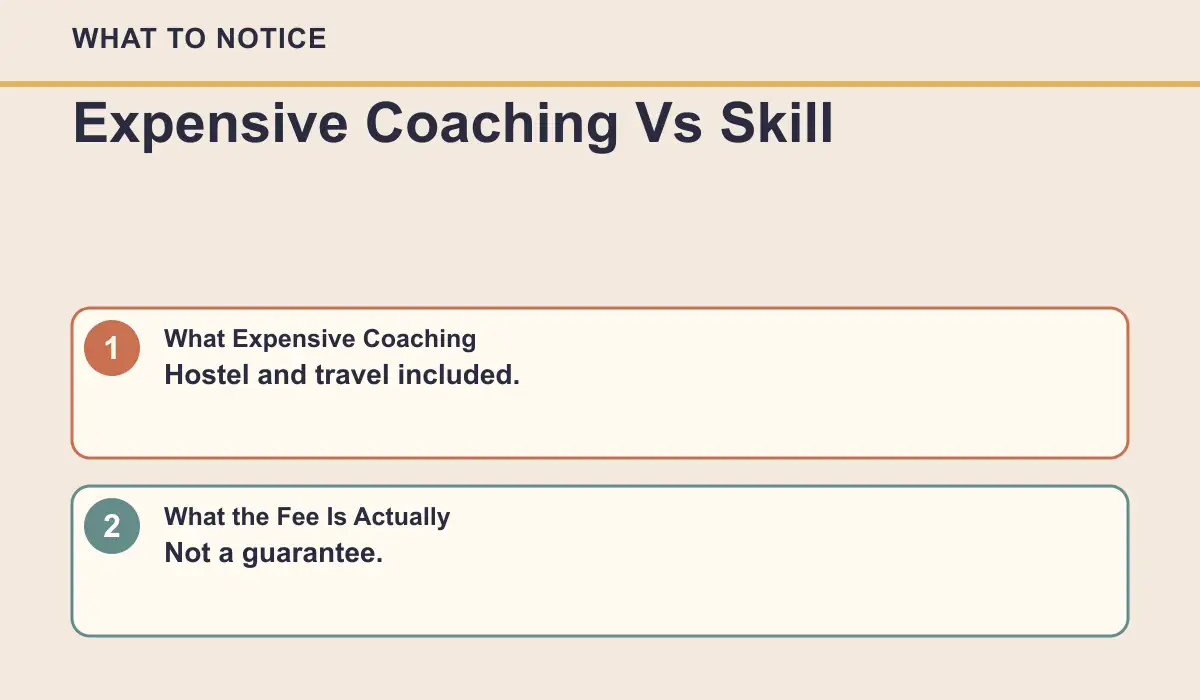 WHAT TO NOTICE
Expensive Coaching Vs Skill
1
What Expensive Coaching
Hostel and travel included.
2
What the Fee Is Actually
Not a guarantee.